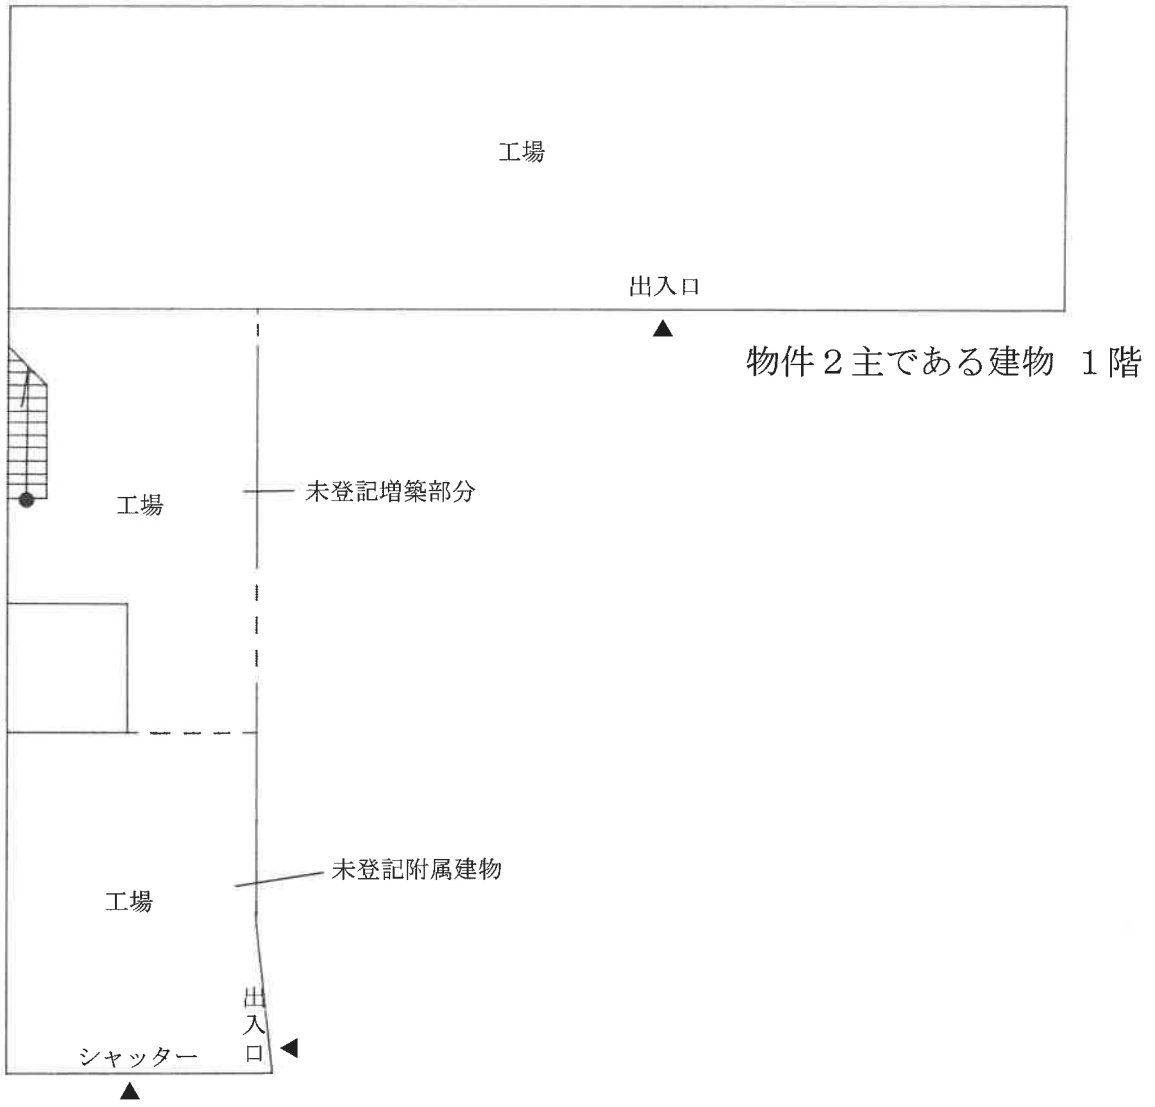 工場
出入口
物件２主である建物 １階
未登記増築部分
工場
未登記附属建物
工場
出入口
シャッター